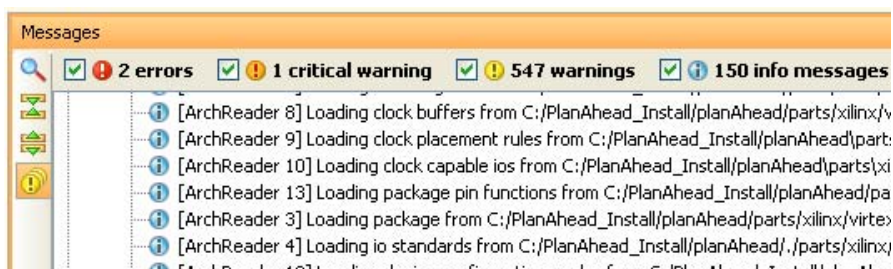 Messages
2 errors 1 critical warning 547 warnings 150 info messages
[ArchReader 8] Loading clock buffers from C:/PlanAhead_Install/planAhead/parts/xilinx/v
[ArchReader 9] Loading clock placement rules from C:/PlanAhead_Install/planAhead\parts
[ArchReader 10] Loading clock capable ios from C:/PlanAhead_Install/planAhead\parts\xi
[ArchReader 13] Loading package pin functions from C:/PlanAhead_Install/planAhead/pa
[ArchReader 3] Loading package from C:/PlanAhead_Install/planAhead/parts/xilinx/virtex
[ArchReader 4] Loading io standards from C:/PlanAhead_Install/planAhead/./parts/xilinx/